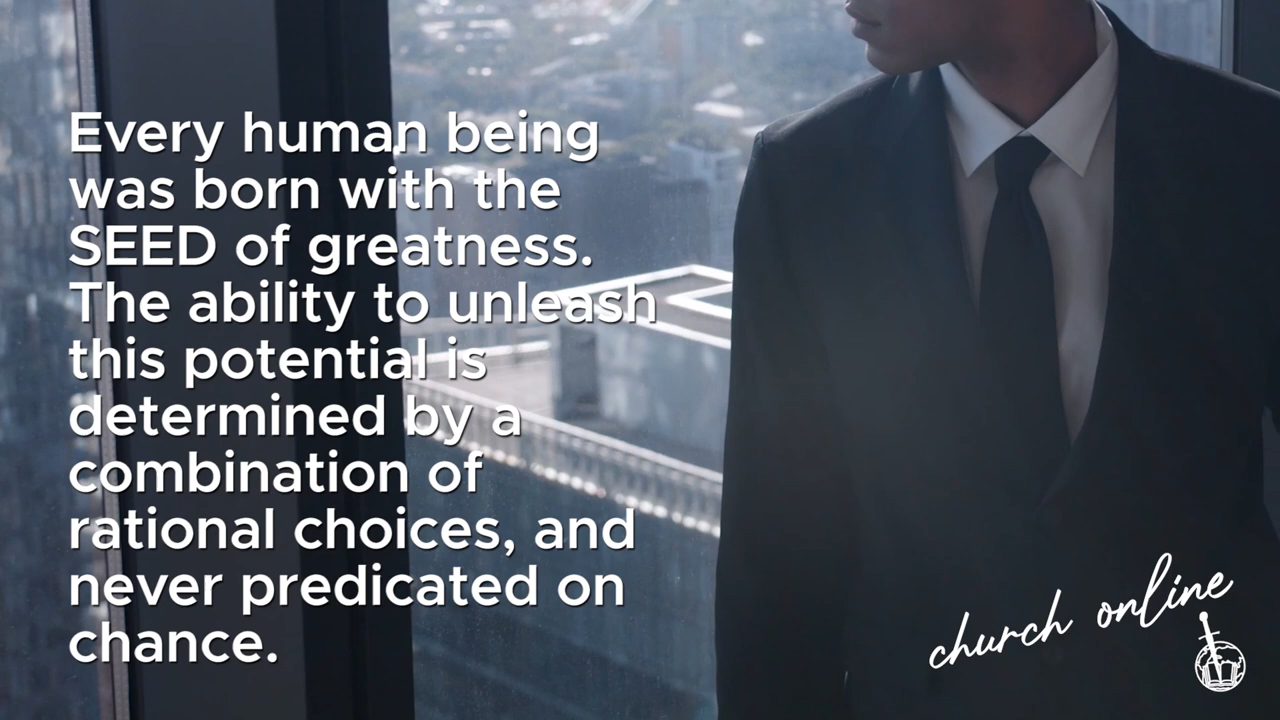 Every human being
was born with the
SEED of greatness.
The ability to unleash
this potential is
determined by a
combination of
rational choices, and
never predicated on
chance.
church online